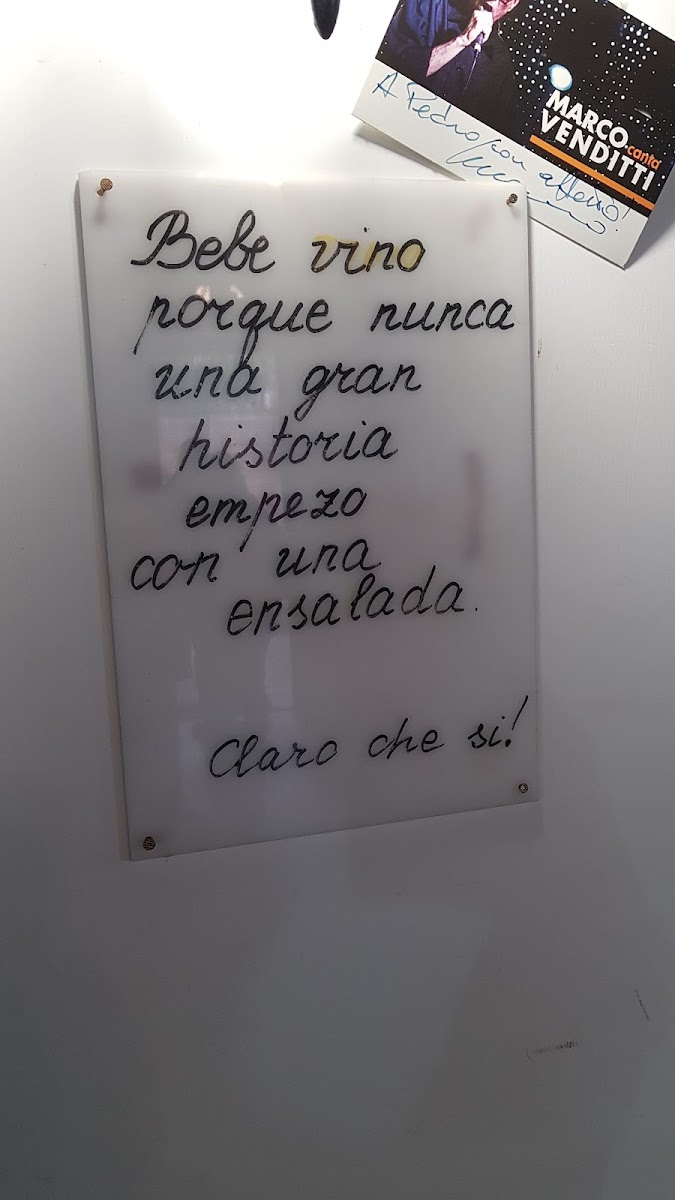 MARCO
canta
VENDITTI
A Pedro con affetto!
Bebe vino
porque nunca
una gran
historia
empezo
con una
ensalada.
Claro che si!